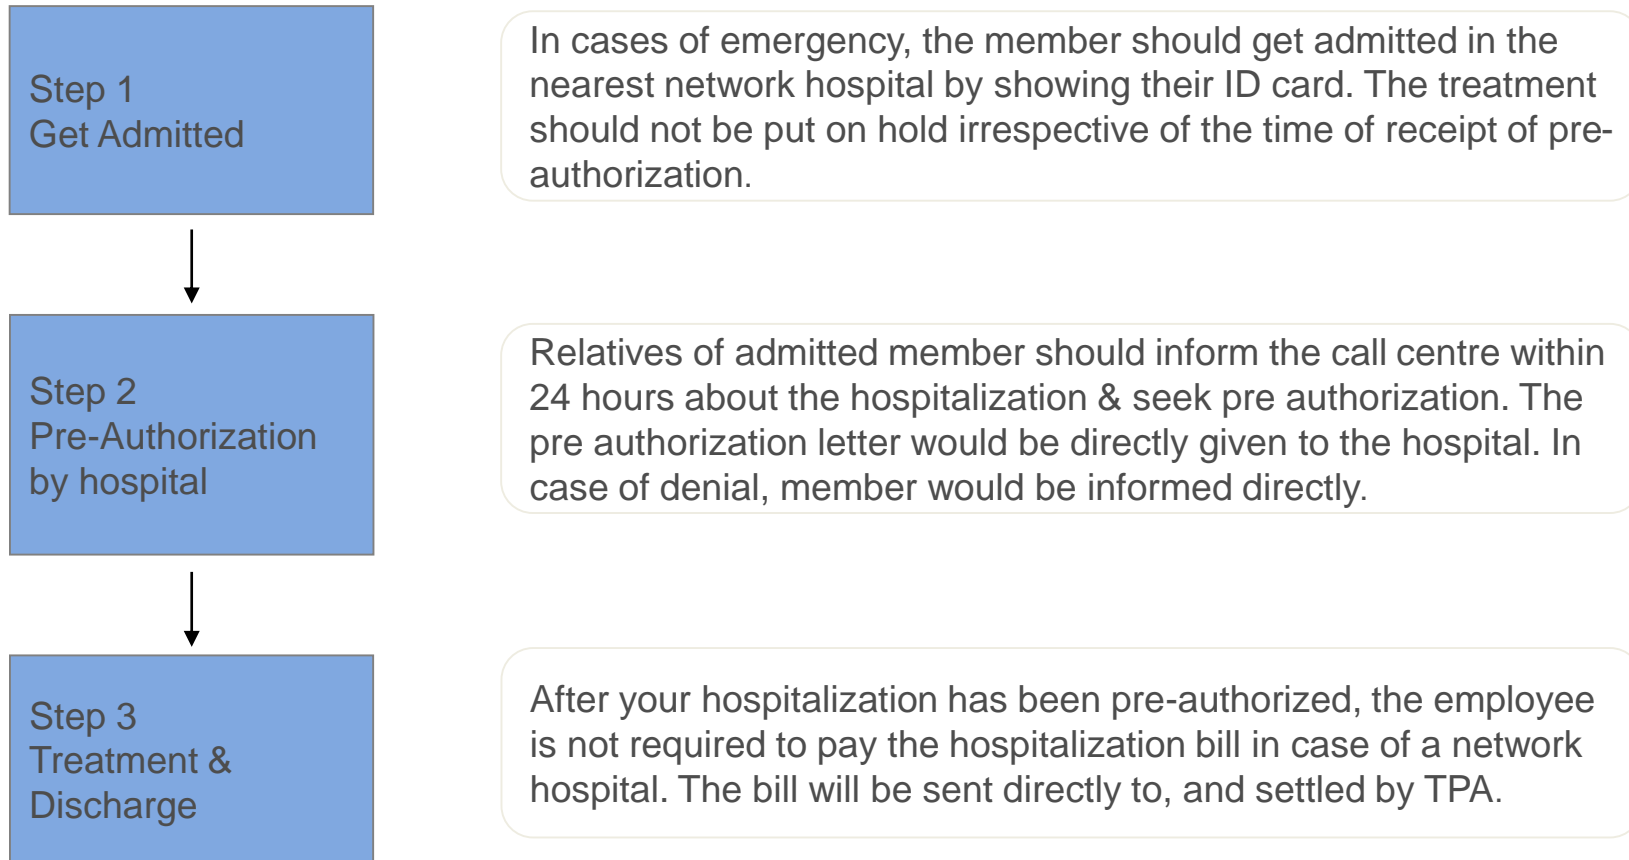 Step 1
Get Admitted
In cases of emergency, the member should get admitted in the
nearest network hospital by showing their ID card. The treatment
should not be put on hold irrespective of the time of receipt of pre-
authorization.
Step 2
Pre-Authorization
by hospital
Relatives of admitted member should inform the call centre within
24 hours about the hospitalization & seek pre authorization. The
pre authorization letter would be directly given to the hospital. In
case of denial, member would be informed directly.
Step 3
Treatment &
Discharge
After your hospitalization has been pre-authorized, the employee
is not required to pay the hospitalization bill in case of a network
hospital. The bill will be sent directly to, and settled by TPA.